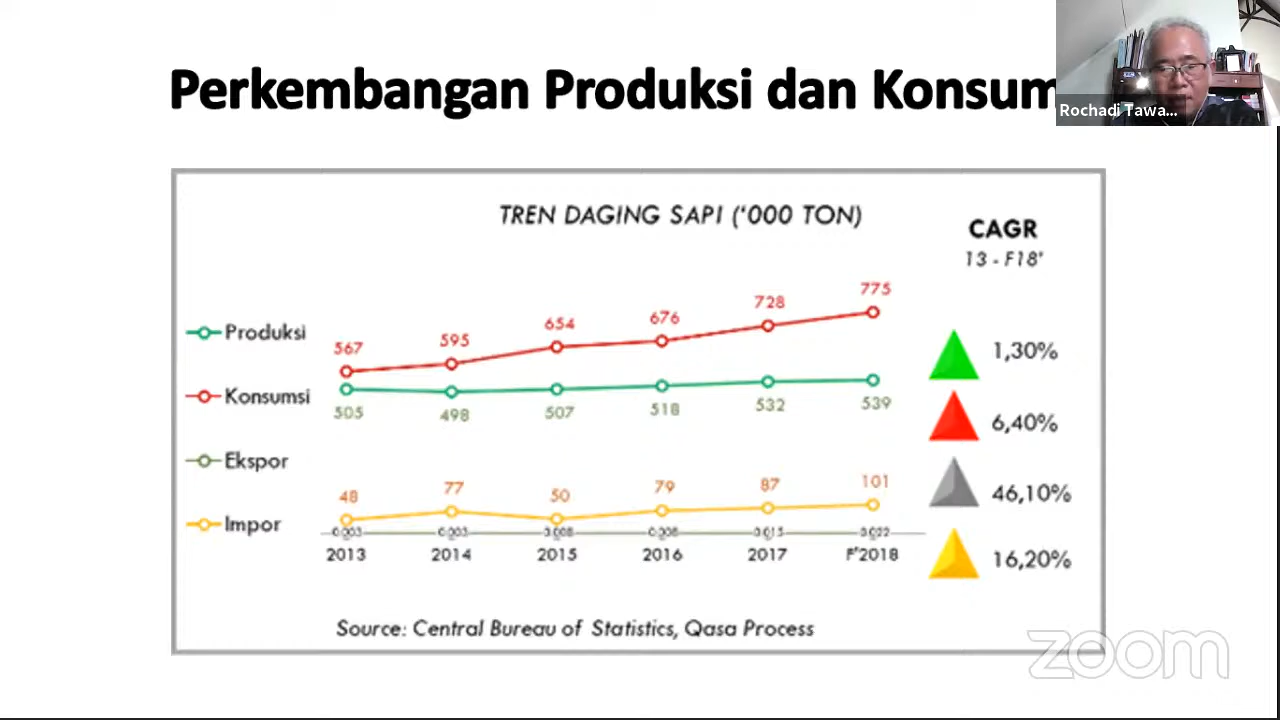 Perkembangan Produksi dan Konsum
Rochadi Tawa...
TREN DAGING SAPI ('000 TON)
CAGR
13 - F18'
Produksi
Konsumsi
Ekspor
Impor
567 595 654 676 728 775
505 498 507 518 532 539
48 77 50 79 87 101
2013 2014 2015 2016 2017 F'2018
1,30%
6,40%
46,10%
16,20%
Source: Central Bureau of Statistics, Qasa Process
zoom